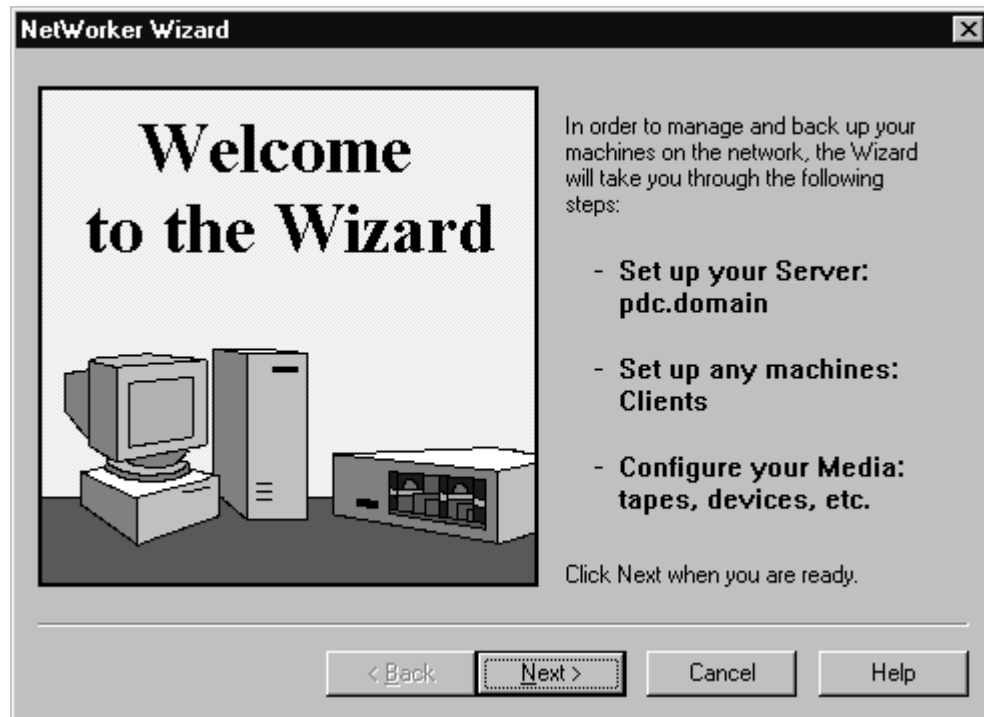 NetWorker Wizard
Welcome
to the Wizard
In order to manage and back up your
machines on the network, the Wizard
will take you through the following
steps:
- Set up your Server:
pdc.domain
- Set up any machines:
Clients
- Configure your Media:
tapes, devices, etc.
Click Next when you are ready.
< Back
Next >
Cancel
Help